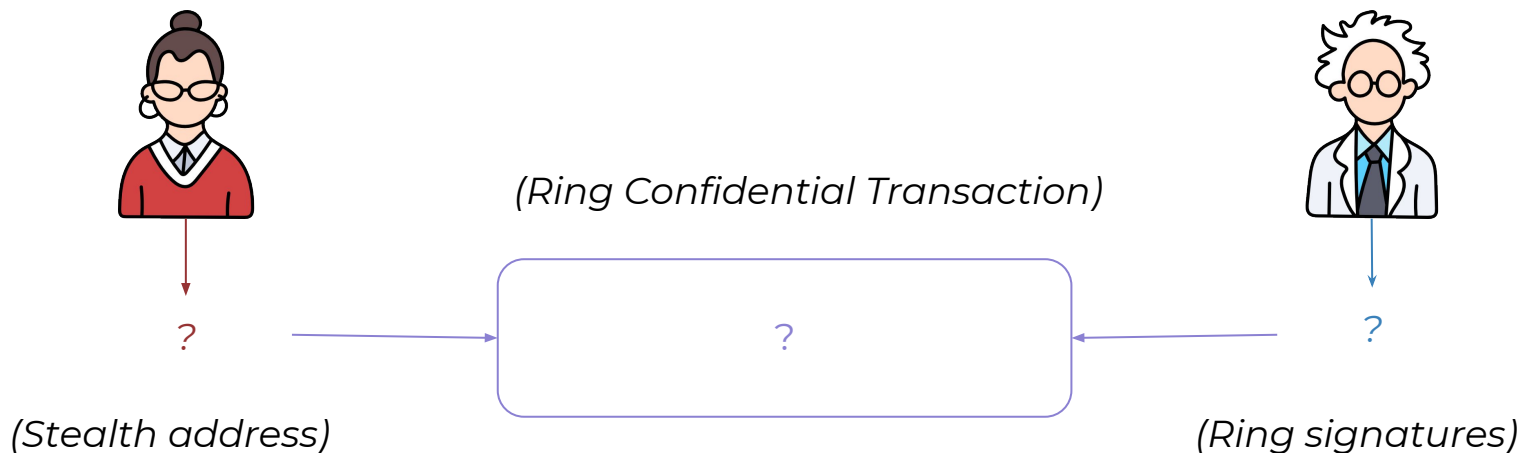 (Ring Confidential Transaction)
?
?
?
(Stealth address)
(Ring signatures)